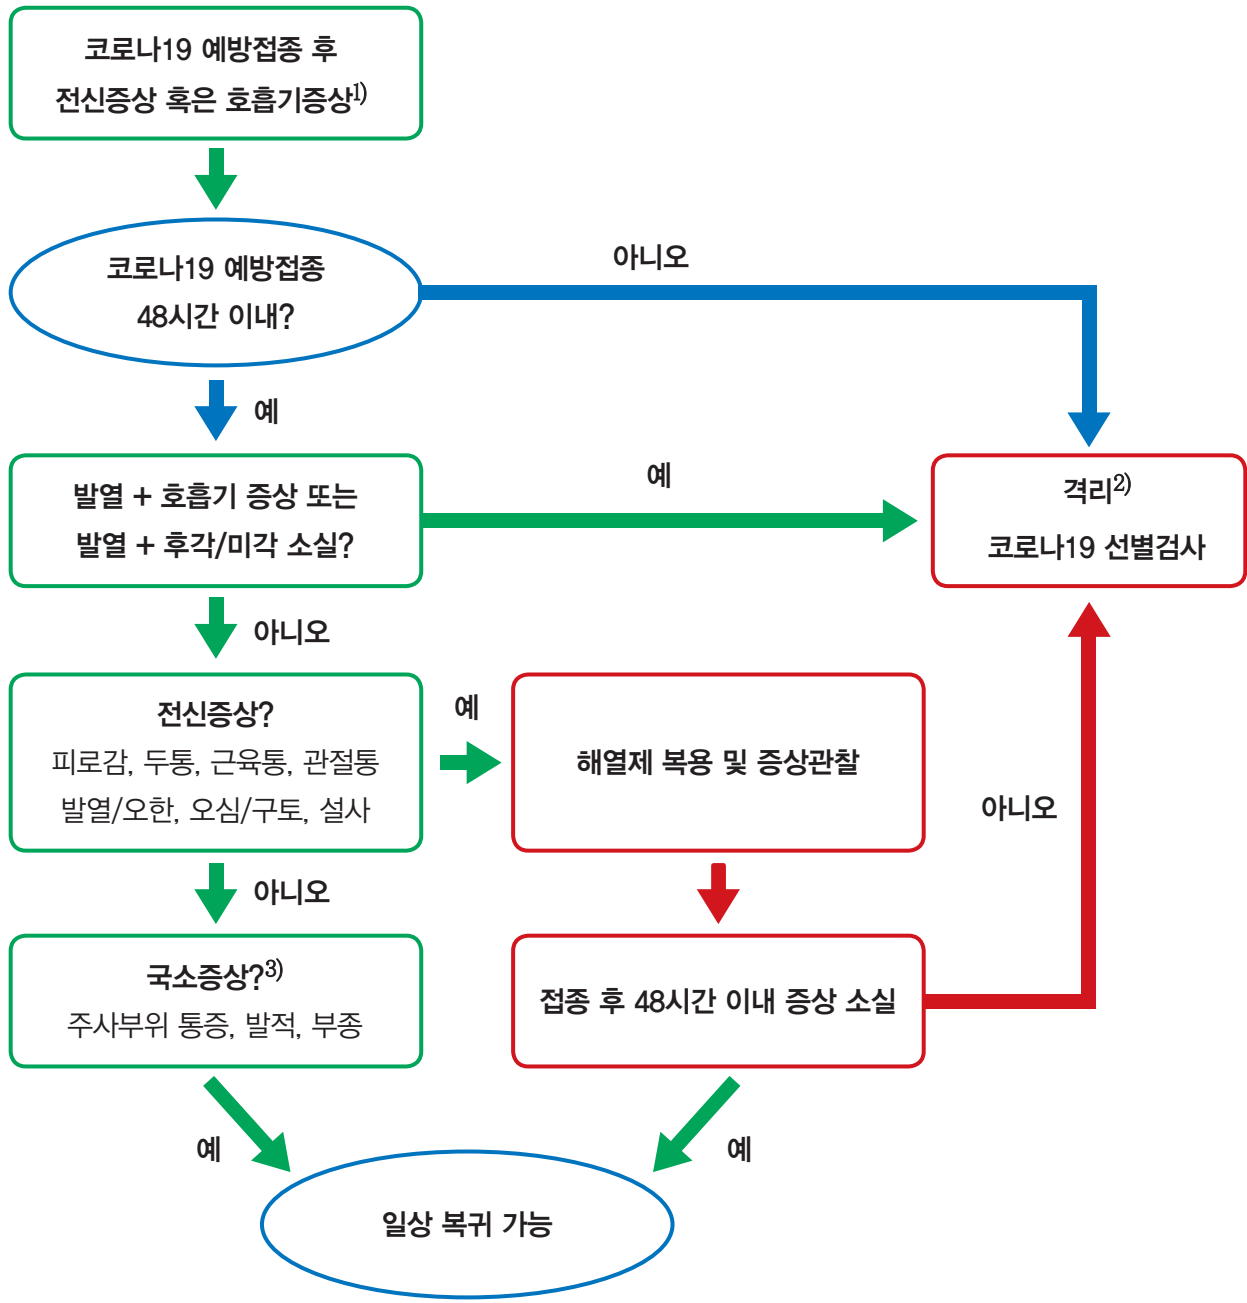 코로나19 예방접종 후
전신증상 혹은 호흡기증상1)
코로나19 예방접종
48시간 이내?
아니오
예
발열 + 호흡기 증상 또는
발열 + 후각/미각 소실?
예
격리2)
코로나19 선별검사
아니오
전신증상?
피로감, 두통, 근육통, 관절통
발열/오한, 오심/구토, 설사
예
해열제 복용 및 증상관찰
아니오
아니오
국소증상?3)
주사부위 통증, 발적, 부종
접종 후 48시간 이내 증상 소실
예
예
일상 복귀 가능